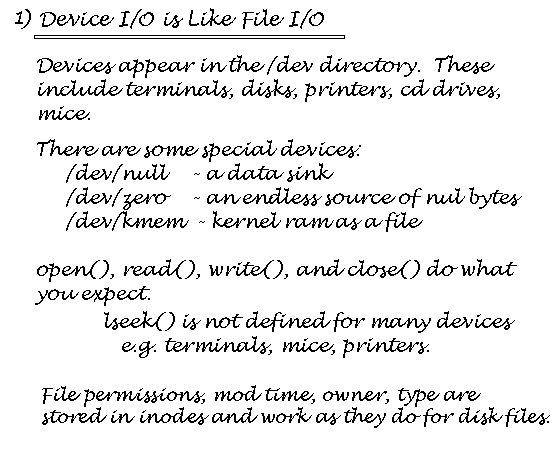 1) Device I/O is Like File I/O
Devices appear in the /dev directory. These
include terminals, disks, printers, cd drives,
mice.
There are some special devices:
/dev/null - a data sink
/dev/zero - an endless source of nul bytes
/dev/kmem - kernel ram as a file
open(), read(), write(), and close() do what
you expect.
lseek() is not defined for many devices
e.g. terminals, mice, printers.
File permissions, mod time, owner, type are
stored in inodes and work as they do for disk files.